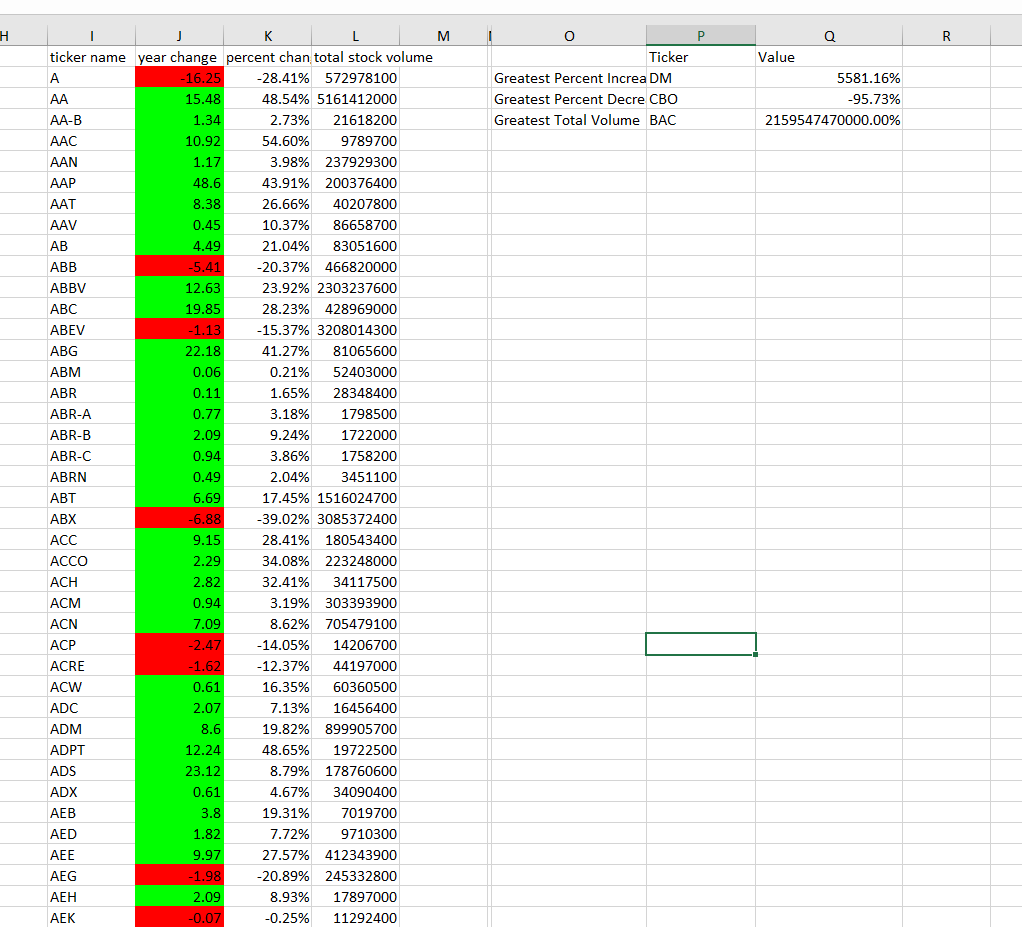 H I J K L M O P Q R
ticker name year change percent chan total stock volume Ticker Value
A -16.25 -28.41% 572978100 Greatest Percent Increa DM 5581.16%
AA 15.48 48.54% 5161412000 Greatest Percent Decre CBO -95.73%
AA-B 1.34 2.73% 21618200 Greatest Total Volume BAC 2159547470000.00%
AAC 10.92 54.60% 9789700
AAN 1.17 3.98% 237929300
AAP 48.6 43.91% 200376400
AAT 8.38 26.66% 40207800
AAV 0.45 10.37% 86658700
AB 4.49 21.04% 83051600
ABB -5.41 -20.37% 466820000
ABBV 12.63 23.92% 2303237600
ABC 19.85 28.23% 428969000
ABEV -1.13 -15.37% 3208014300
ABG 22.18 41.27% 81065600
ABM 0.06 0.21% 52403000
ABR 0.11 1.65% 28348400
ABR-A 0.77 3.18% 1798500
ABR-B 2.09 9.24% 1722000
ABR-C 0.94 3.86% 1758200
ABRN 0.49 2.04% 3451100
ABT 6.69 17.45% 1516024700
ABX -6.88 -39.02% 3085372400
ACC 9.15 28.41% 180543400
ACCO 2.29 34.08% 223248000
ACH 2.82 32.41% 34117500
ACM 0.94 3.19% 303393900
ACN 7.09 8.62% 705479100
ACP -2.47 -14.05% 14206700
ACRE -1.62 -12.37% 44197000
ACW 0.61 16.35% 60360500
ADC 2.07 7.13% 16456400
ADM 8.6 19.82% 899905700
ADPT 12.24 48.65% 19722500
ADS 23.12 8.79% 178760600
ADX 0.61 4.67% 34090400
AEB 3.8 19.31% 7019700
AED 1.82 7.72% 9710300
AEE 9.97 27.57% 412343900
AEG -1.98 -20.89% 245332800
AEH 2.09 8.93% 17897000
AEK -0.07 -0.25% 11292400